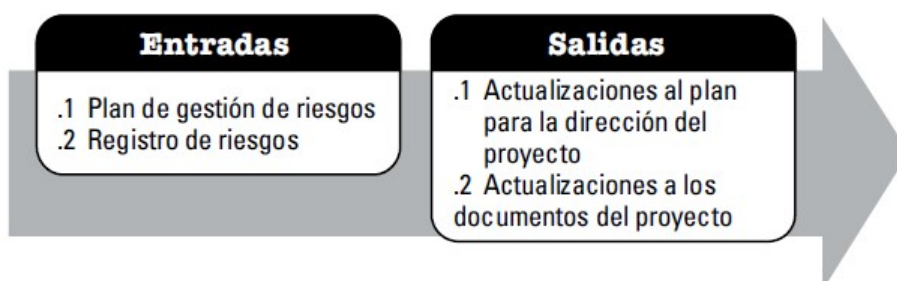 Entradas
.1 Plan de gestión de riesgos
.2 Registro de riesgos
Salidas
.1 Actualizaciones al plan
para la dirección del
proyecto
.2 Actualizaciones a los
documentos del proyecto